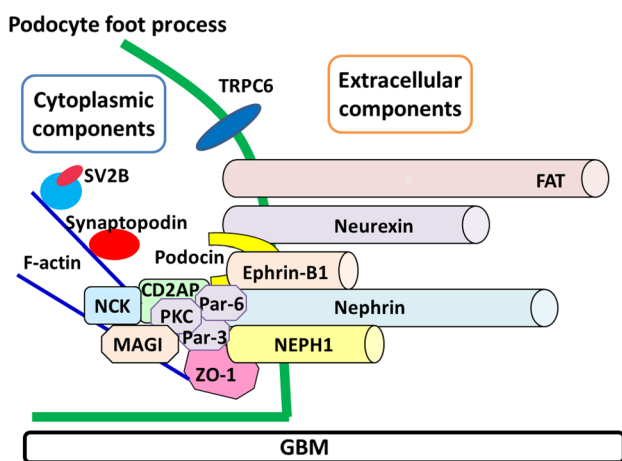 Podocyte foot process
TRPC6
Cytoplasmic
components
Extracellular
components
SV2B
FAT
Synaptopodin
Neurexin
Podocin
F-actin
Ephrin-B1
CD2AP
NCK
Par-6
Nephrin
PKC
MAGI
Par-3
NEPH1
ZO-1
GBM